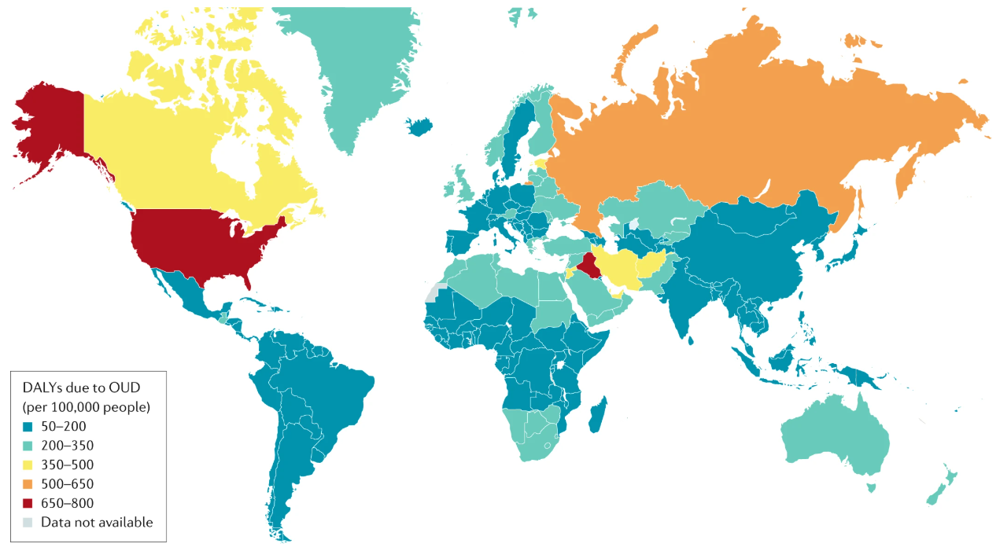 DALYs due to OUD
(per 100,000 people)
50–200
200–350
350–500
500–650
650–800
Data not available